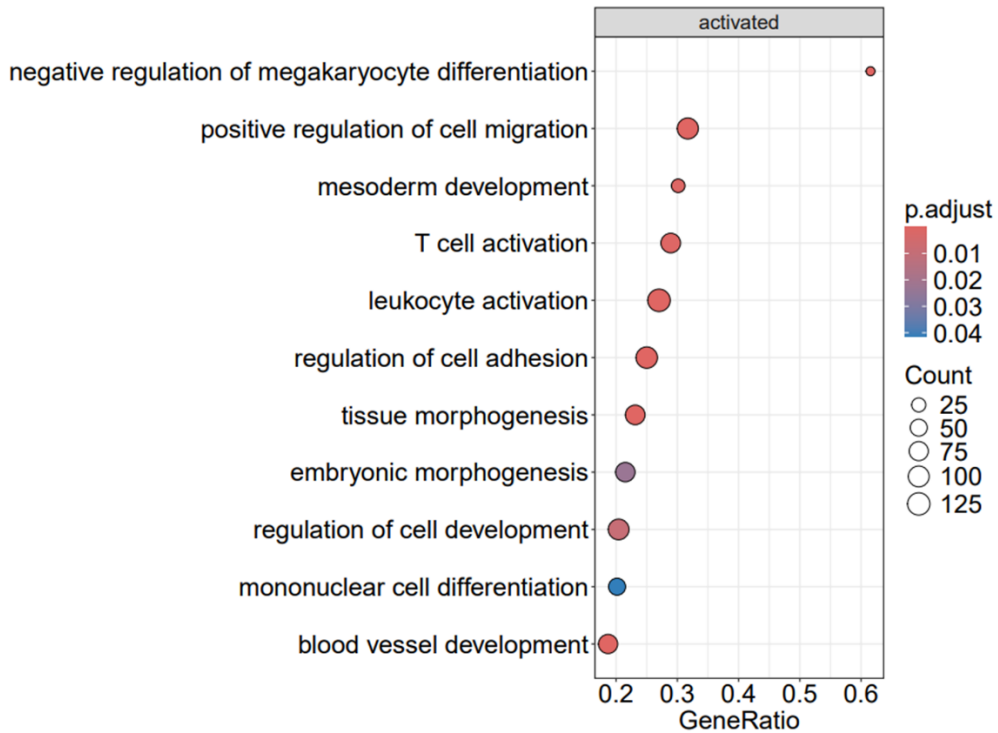 activated
negative regulation of megakaryocyte differentiation
positive regulation of cell migration
mesoderm development
T cell activation
leukocyte activation
regulation of cell adhesion
tissue morphogenesis
embryonic morphogenesis
regulation of cell development
mononuclear cell differentiation
blood vessel development
0.2 0.3 0.4 0.5 0.6
GeneRatio
p.adjust
0.01
0.02
0.03
0.04
Count
25
50
75
100
125